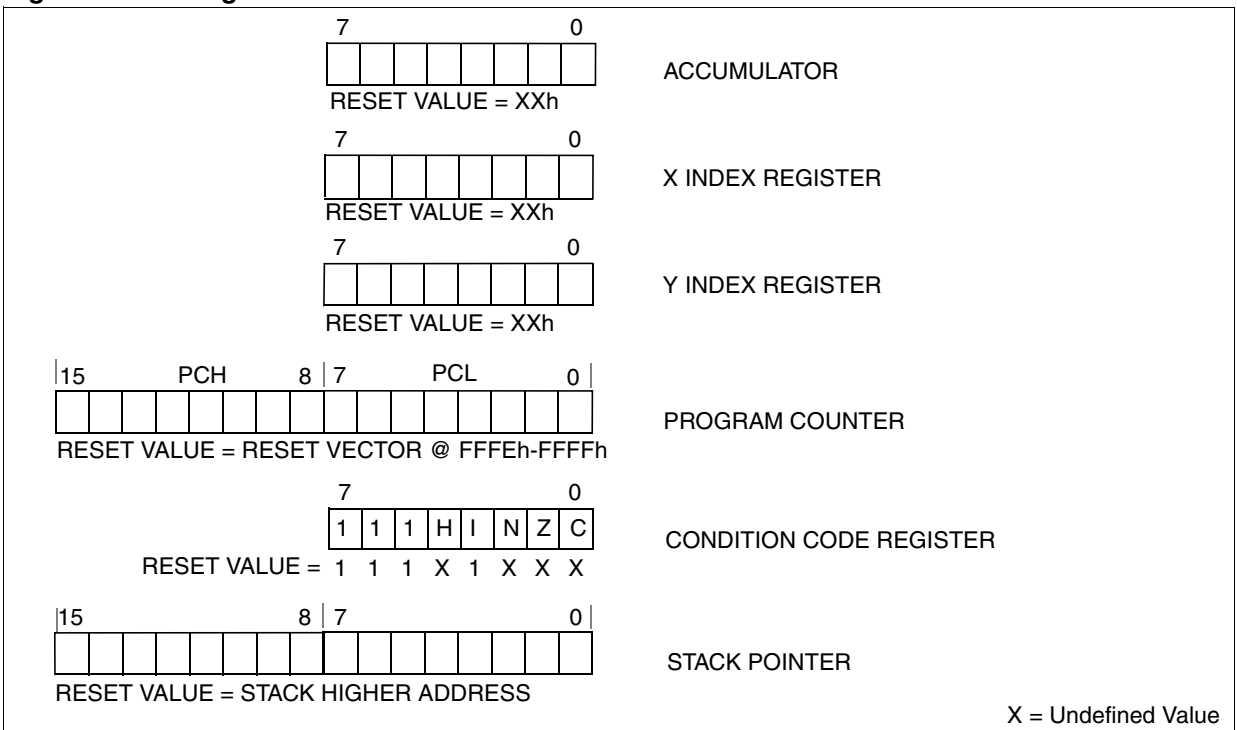 7 0
ACCUMULATOR
RESET VALUE = XXh
7 0
X INDEX REGISTER
RESET VALUE = XXh
7 0
Y INDEX REGISTER
RESET VALUE = XXh
15 PCH 8 7 PCL 0
PROGRAM COUNTER
RESET VALUE = RESET VECTOR @ FFFEh-FFFFh
7 0
1 1 1 H I N Z C
CONDITION CODE REGISTER
RESET VALUE = 1 1 1 X 1 X X X
15 8 7 0
STACK POINTER
RESET VALUE = STACK HIGHER ADDRESS
X = Undefined Value